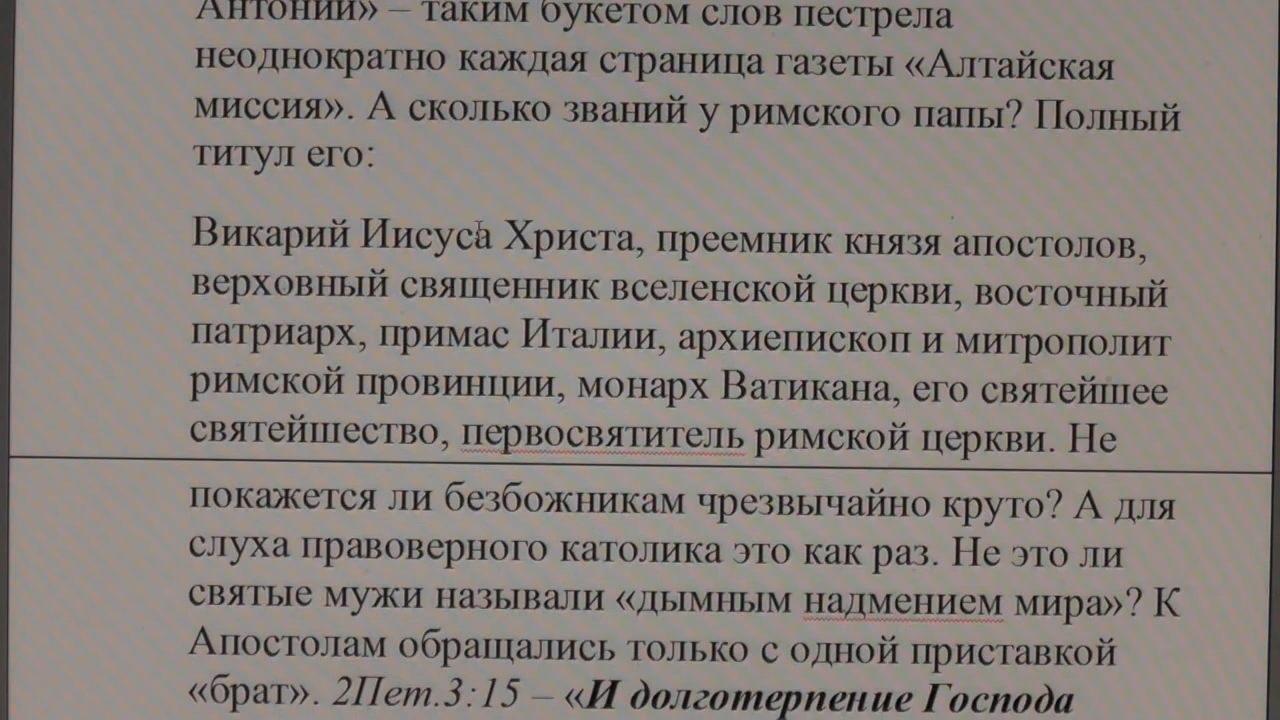 Антоний» – таким букетом слов пестрела
неоднократно каждая страница газеты «Алтайская
миссия». А сколько званий у римского папы? Полный
титул его:
Викарий Иисуса Христа, преемник князя апостолов,
верховный священник вселенской церкви, восточный
патриарх, примас Италии, архиепископ и митрополит
римской провинции, монарх Ватикана, его святейшее
святейшество, первосвятитель римской церкви. Не
покажется ли безбожникам чрезвычайно круто? А для
слуха правоверного католика это как раз. Не это ли
святые мужи называли «дымным надмением мира»? К
Апостолам обращались только с одной приставкой
«брат». 2Пет.3:15 – «И долготерпение Господа